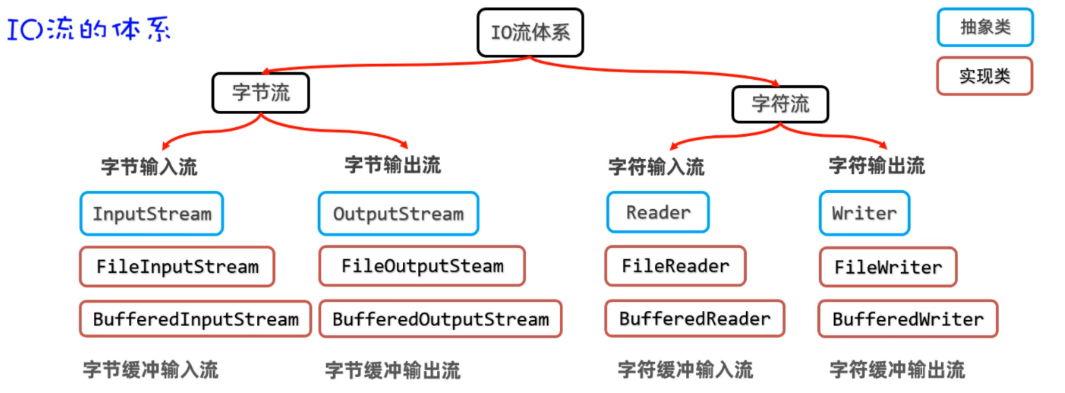 IO流的体系
IO流体系
抽象类
实现类
字节流
字符流
字节输入流
字节输出流
字符输入流
字符输出流
InputStream
OutputStream
Reader
Writer
FileInputStream
FileOutputSteam
FileReader
FileWriter
BufferedInputStream
BufferedOutputStream
BufferedReader
BufferedWriter
字节缓冲输入流
字节缓冲输出流
字符缓冲输入流
字符缓冲输出流